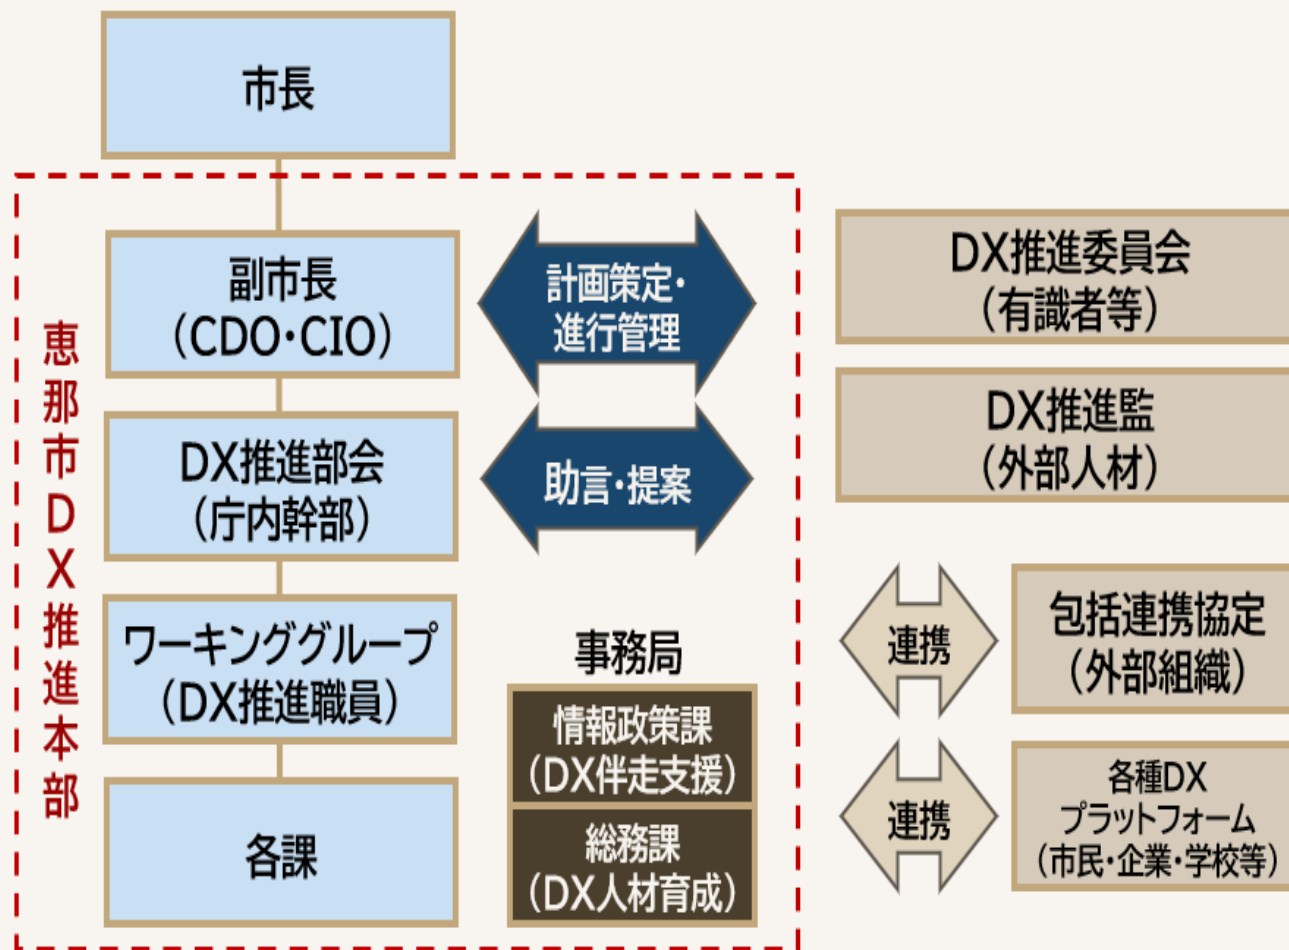 市長
恵那市DX推進本部
副市長
（CDO・CIO）
計画策定・
進行管理
DX推進委員会
（有識者等）
DX推進部会
（庁内幹部）
助言・提案
DX推進監
（外部人材）
ワーキンググループ
（DX推進職員）
事務局
情報政策課
（DX伴走支援）
総務課
（DX人材育成）
各課
連携
包括連携協定
（外部組織）
連携
各種DX
プラットフォーム
（市民・企業・学校等）